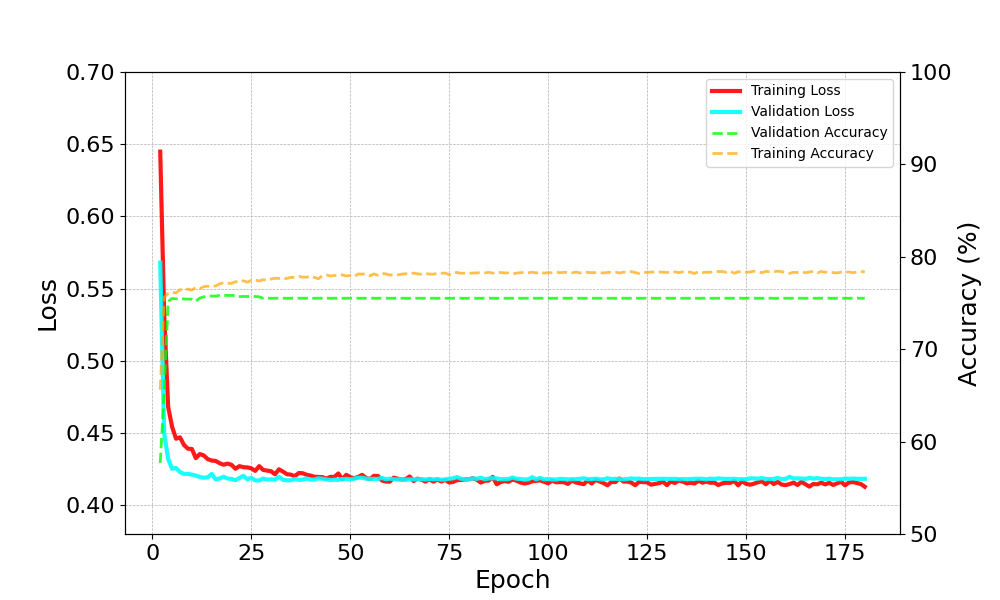 0.70
0.65
0.60
0.55
0.50
0.45
0.40
Loss
100
90
80
70
60
50
Accuracy (%)
Training Loss
Validation Loss
Validation Accuracy
Training Accuracy
0 25 50 75 100 125 150 175
Epoch